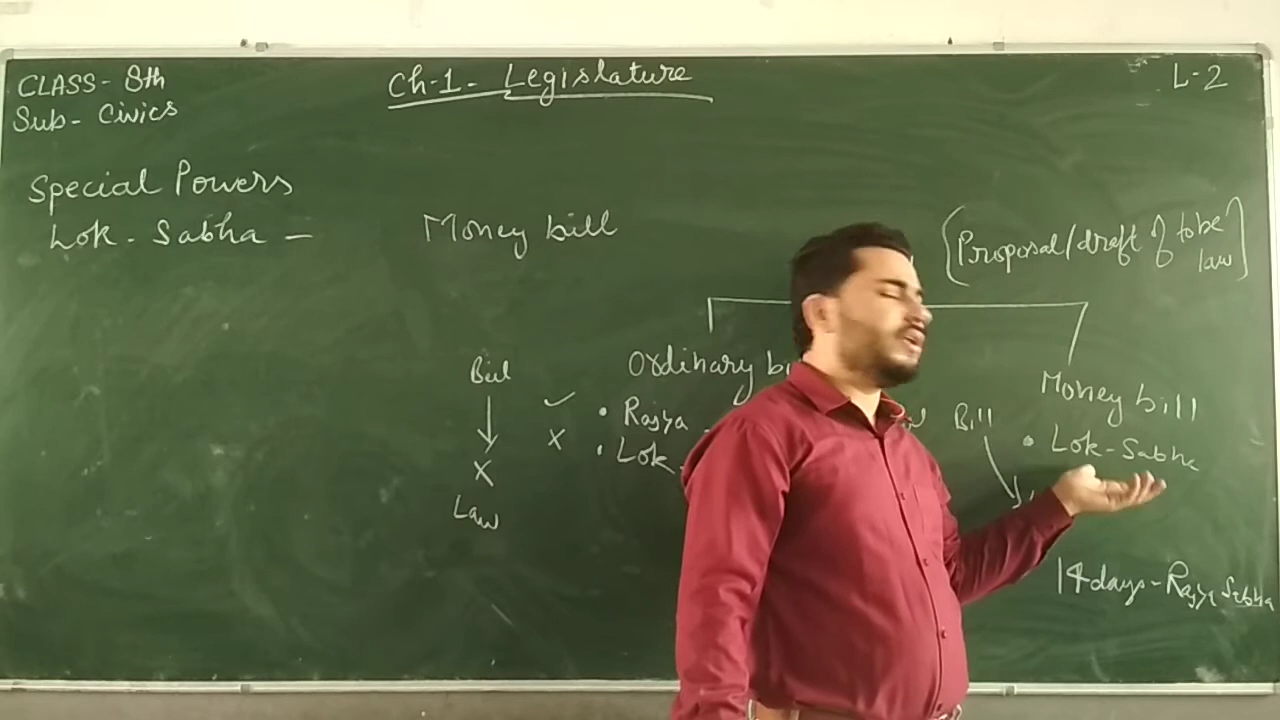 CLASS- 8th
Sub- Civics
Ch-1- Legislature
L-2
Special Powers
Lok-Sabha -
Money bill
(Proposal/draft of to be
law)
Ordinary
Money bill
Bill
✓
• Rajya
Bill
• Lok-Sabha
↓
x
• Lok
x
Law
14 days - Rajya Sabha